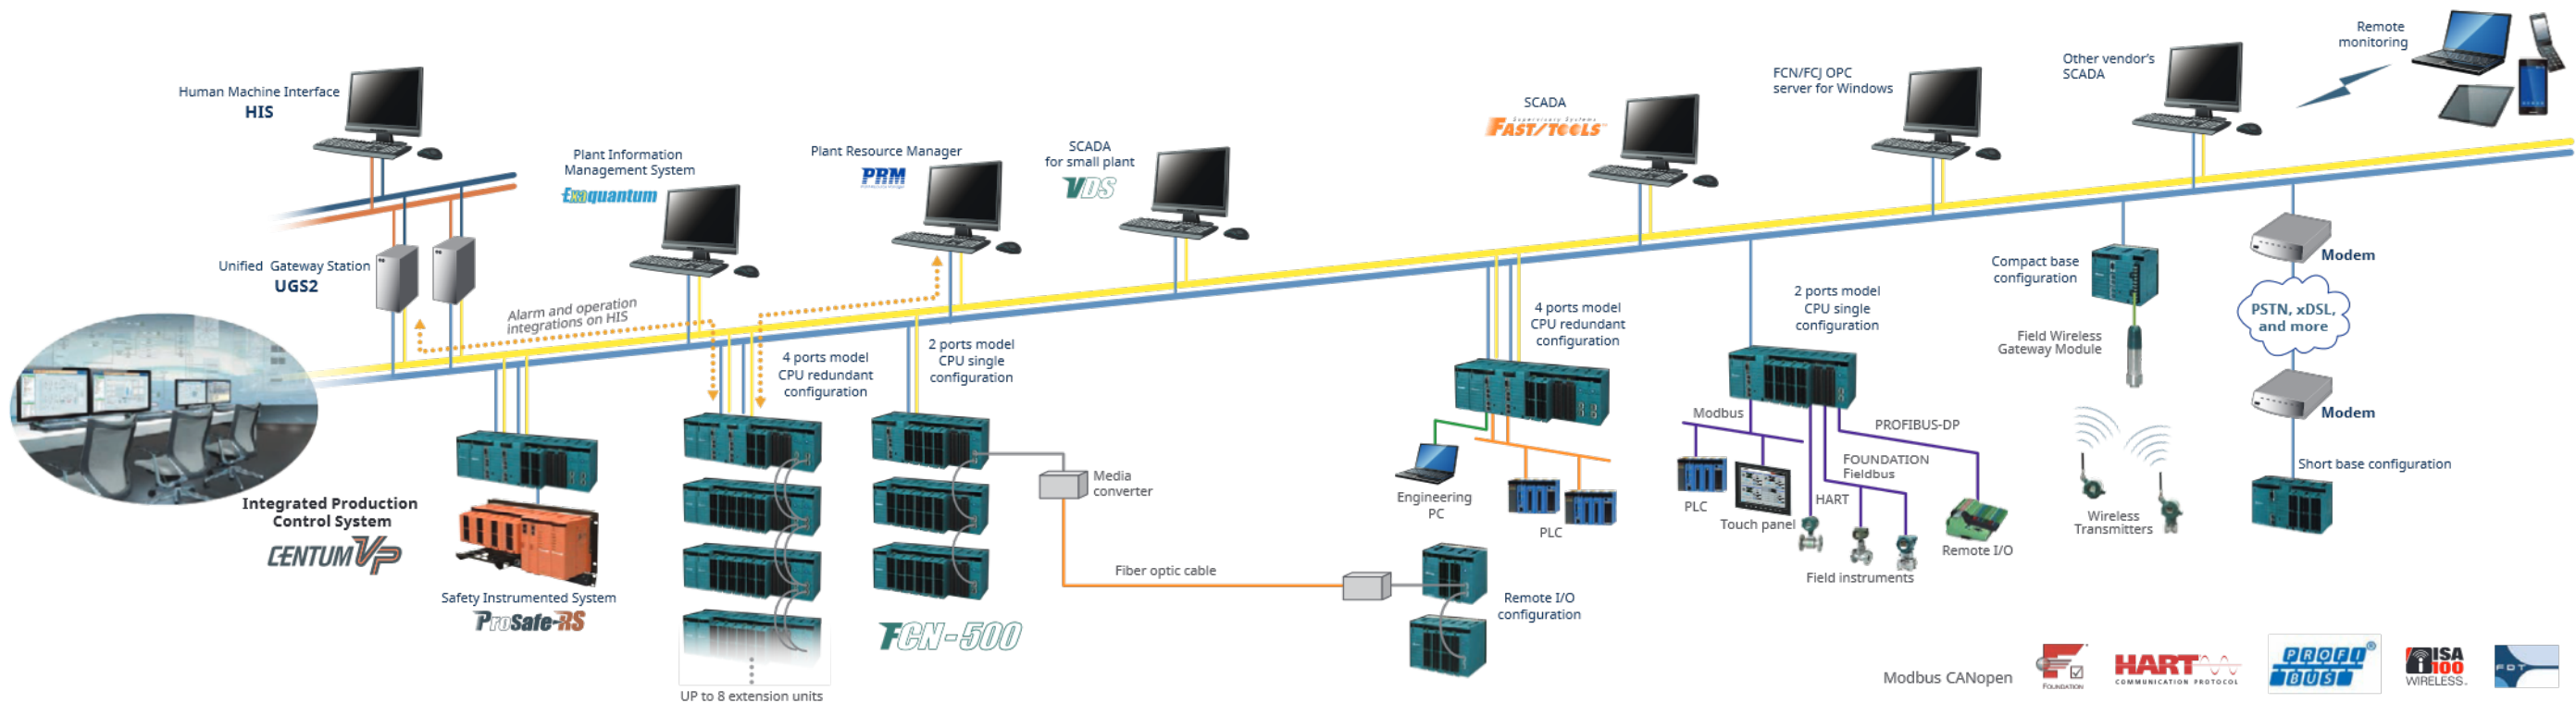 Human Machine Interface
HIS
Unified Gateway Station
UGS2
Alarm and operation
integrations on HIS
Integrated Production
Control System
CENTUM VP
Plant Information
Management System
Exaquantum
Plant Resource Manager
PRM
SCADA
for small plant
VDS
Safety Instrumented System
ProSafe-RS
4 ports model
CPU redundant
configuration
UP to 8 extension units
2 ports model
CPU single
configuration
FCN-500
Media
converter
Fiber optic cable
Remote I/O
configuration
SCADA
Supervisory Systems
FAST/TOOLS
FCN/FCJ OPC
server for Windows
Other vendor's
SCADA
Remote
monitoring
4 ports model
CPU redundant
configuration
Engineering
PC
PLC
2 ports model
CPU single
configuration
Modbus
PLC
Touch panel
HART
FOUNDATION
Fieldbus
PROFIBUS-DP
Field instruments
Remote I/O
Compact base
configuration
Field Wireless
Gateway Module
Wireless
Transmitters
Modem
PSTN, xDSL,
and more
Modem
Short base configuration
Modbus CANopen
FOUNDATION
HART
COMMUNICATION PROTOCOL
PROFI
BUS
ISA
100
WIRELESS
FDT